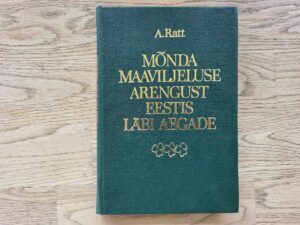 A. Ratt
MÕNDA
MAAVILJELUSE
ARENGUST
EESTIS
LÄBI AEGADE